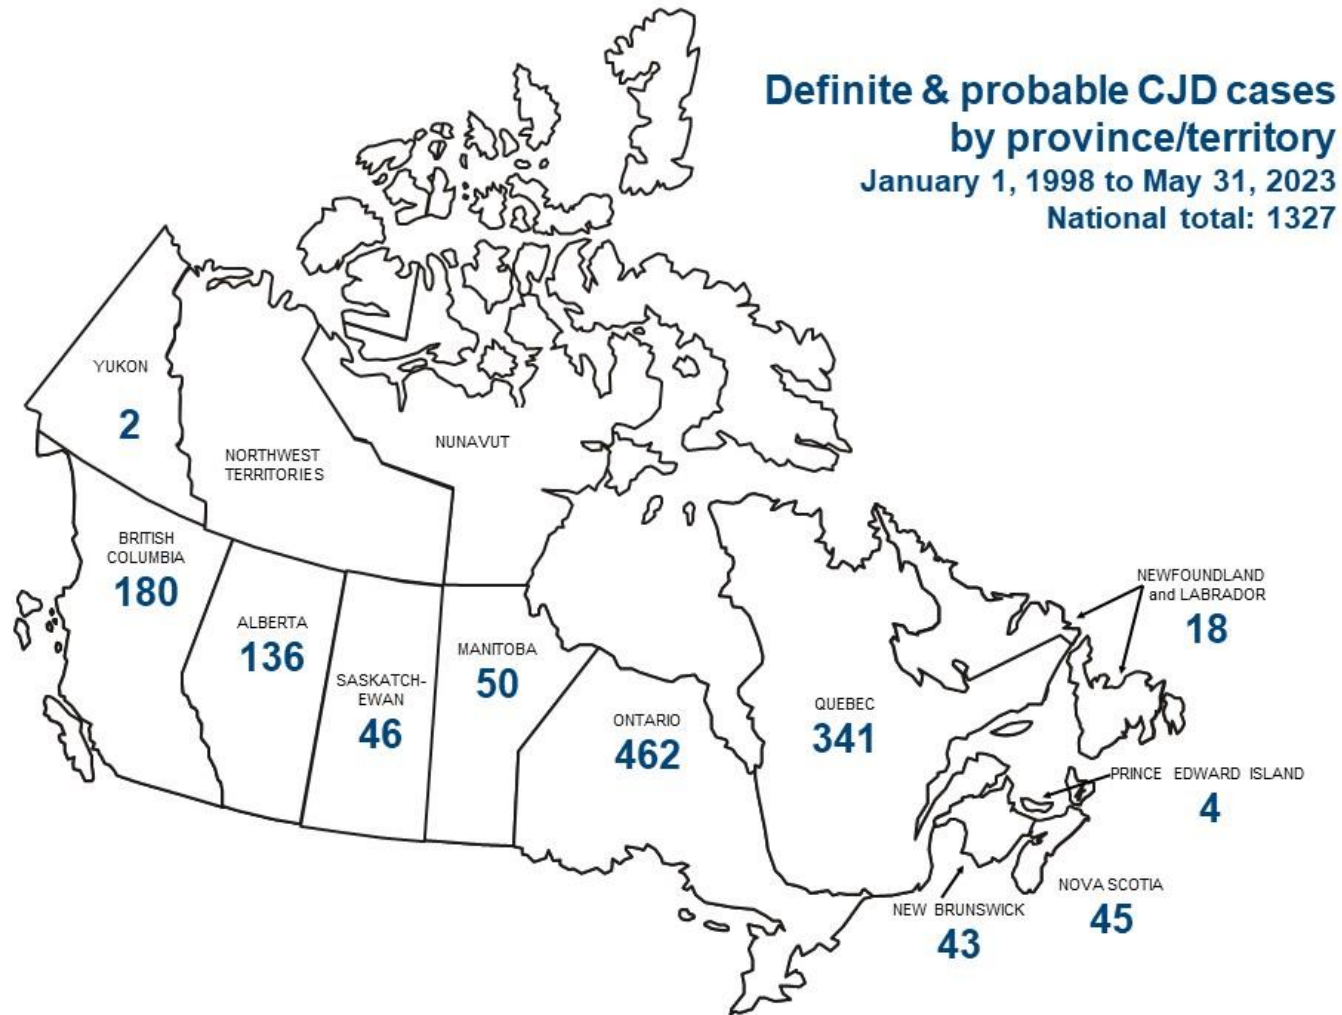 Definite & probable CJD cases
by province/territory
January 1, 1998 to May 31, 2023
National total: 1327
YUKON
2
NORTHWEST
TERRITORIES
NUNAVUT
BRITISH
COLUMBIA
180
ALBERTA
136
SASKATCH-
EWAN
46
MANITOBA
50
ONTARIO
462
QUEBEC
341
NEWFOUNDLAND
and LABRADOR
18
PRINCE EDWARD ISLAND
4
NOVA SCOTIA
45
NEW BRUNSWICK
43